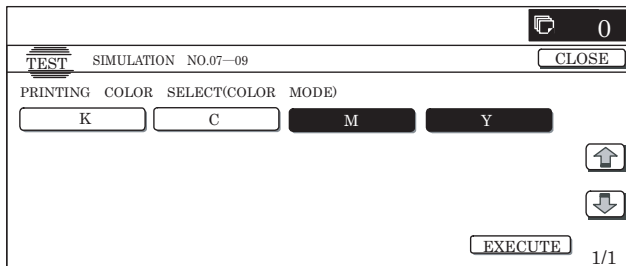 0
TEST SIMULATION NO.07—09 CLOSE
PRINTING COLOR SELECT(COLOR MODE)
K C M Y
EXECUTE 1/1